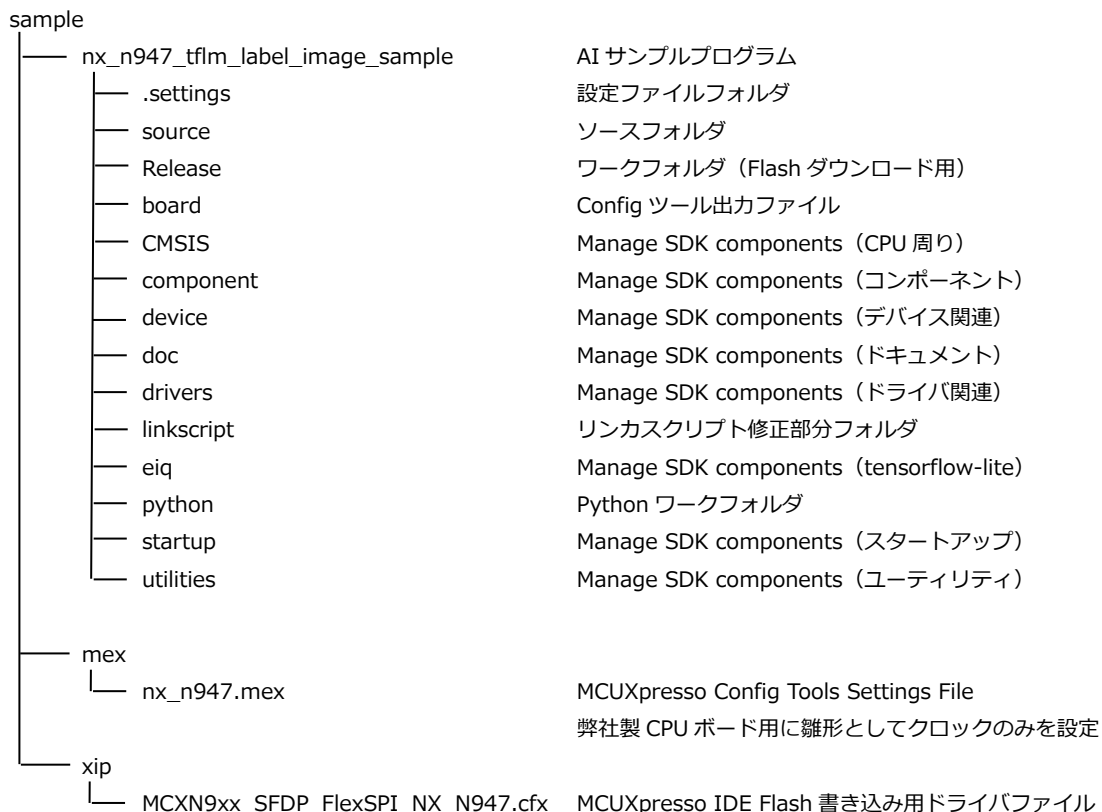 sample
nx_n947_tflm_label_image_sample AI サンプルプログラム
.settings 設定ファイルフォルダ
source ソースフォルダ
Release ワークフォルダ（Flash ダウンロード用）
board Config ツール出力ファイル
CMSIS Manage SDK components（CPU 周り）
component Manage SDK components（コンポーネント）
device Manage SDK components（デバイス関連）
doc Manage SDK components（ドキュメント）
drivers Manage SDK components（ドライバ関連）
linkscript リンカスクリプト修正部分フォルダ
eiq Manage SDK components（tensorflow-lite）
python Python ワークフォルダ
startup Manage SDK components（スタートアップ）
utilities Manage SDK components（ユーティリティ）
mex
nx_n947.mex MCUXpresso Config Tools Settings File
弊社製 CPU ボード用に雛形としてクロックのみを設定
xip
MCXN9xx_SFDP_FlexSPI_NX_N947.cfx MCUXpresso IDE Flash 書き込み用ドライバファイル